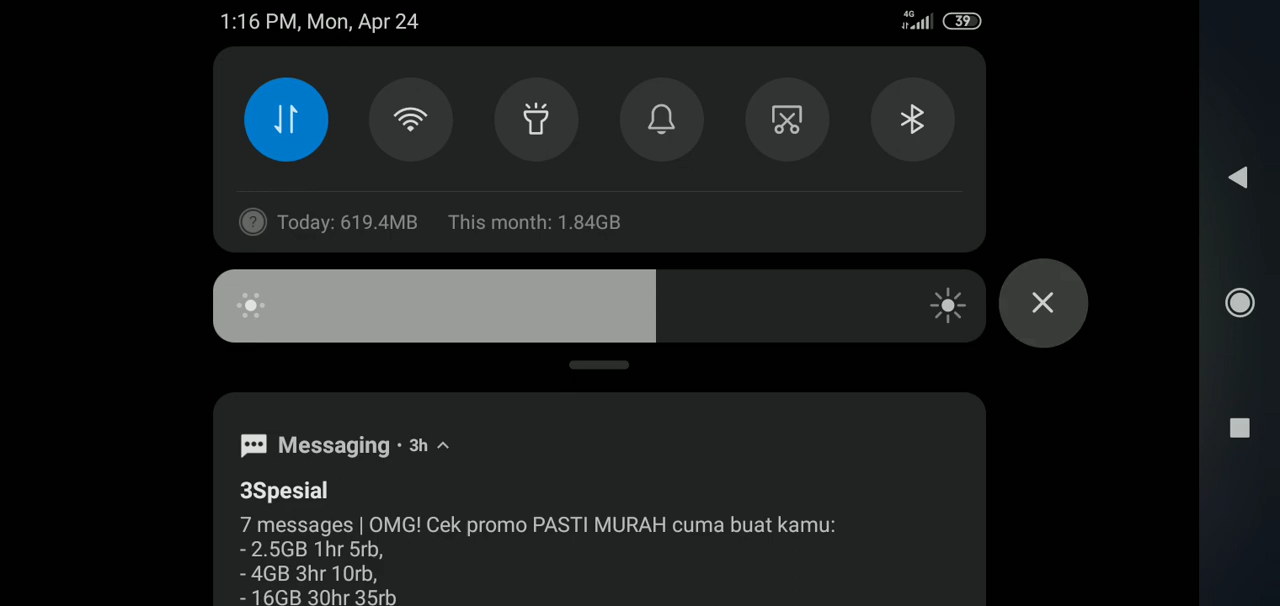 1:16 PM, Mon, Apr 24
4G
39
?
Today: 619.4MB
This month: 1.84GB
Messaging · 3h
3Spesial
7 messages | OMG! Cek promo PASTI MURAH cuma buat kamu:
- 2.5GB 1hr 5rb,
- 4GB 3hr 10rb,
- 16GB 30hr 35rb